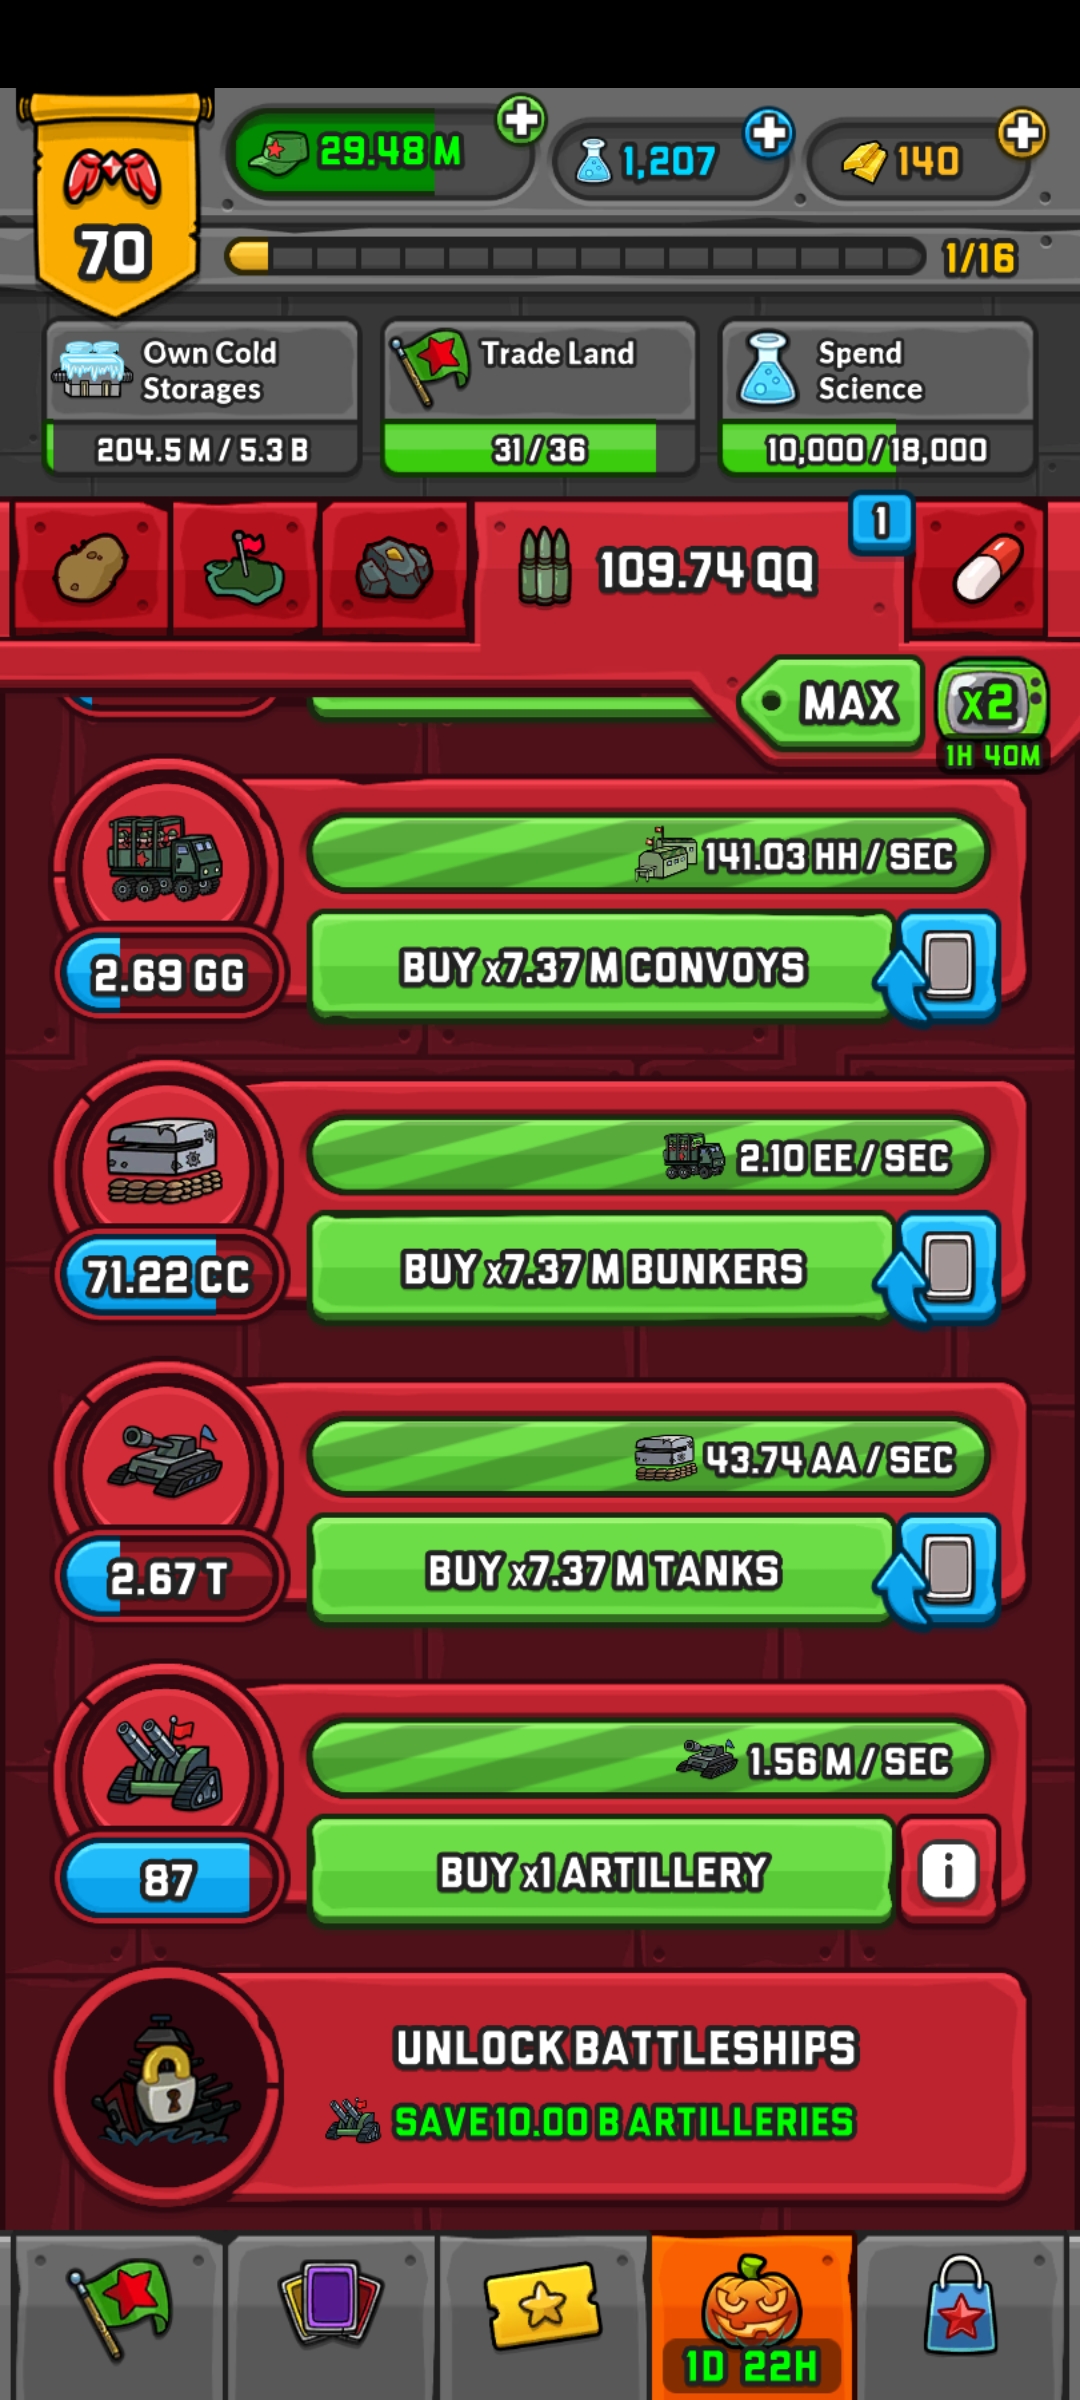 29.48 M
1,207
140
70
1/16
Own Cold
Storages
204.5 M / 5.3 B
Trade Land
31 / 36
Spend
Science
10,000 / 18,000
109.74 QQ
1
MAX
x2
1H 40M
141.03 HH / SEC
2.69 GG
BUY x7.37 M CONVOYS
2.10 EE / SEC
71.22 CC
BUY x7.37 M BUNKERS
43.74 AA / SEC
2.67 T
BUY x7.37 M TANKS
1.56 M / SEC
87
BUY x1 ARTILLERY
i
UNLOCK BATTLESHIPS
SAVE 10.00 B ARTILLERIES
1D 22H